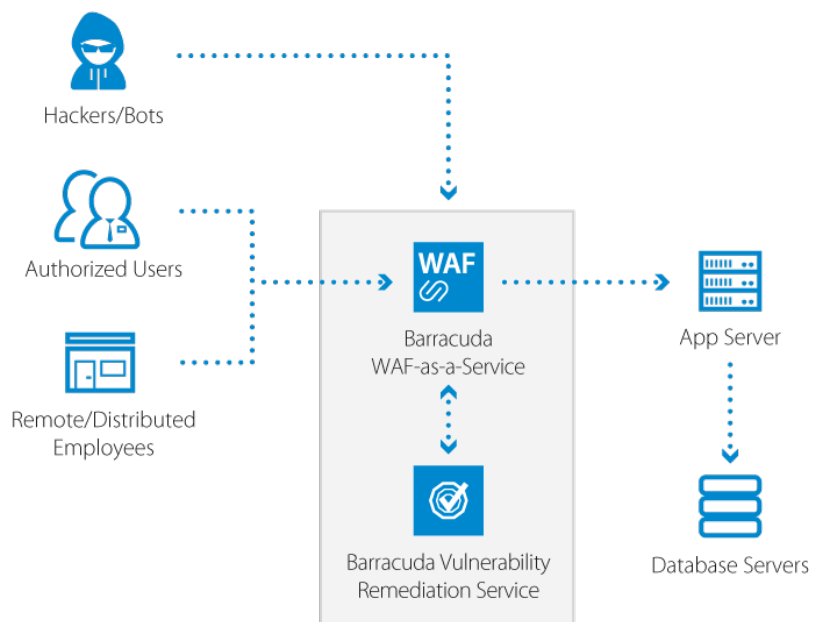 Hackers/Bots
Authorized Users
Remote/Distributed
Employees
WAF
Barracuda
WAF-as-a-Service
Barracuda Vulnerability
Remediation Service
App Server
Database Servers